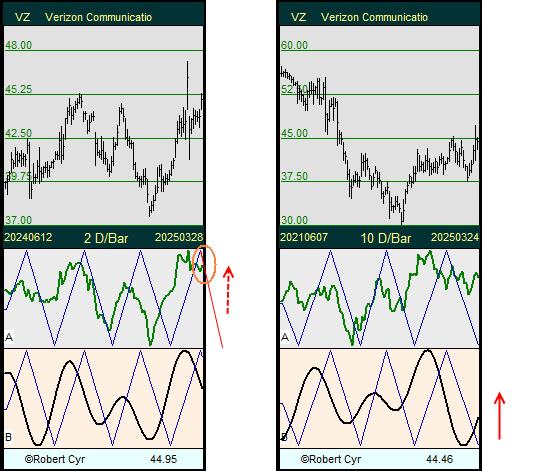 VZ Verizon Communicatio
48.00
45.25
42.50
39.75
37.00
20240612 2 D/Bar 20250328
A
B
©Robert Cyr 44.95
VZ Verizon Communicatio
60.00
52.50
45.00
37.50
30.00
20210607 10 D/Bar 20250324
A
B
©Robert Cyr 44.46